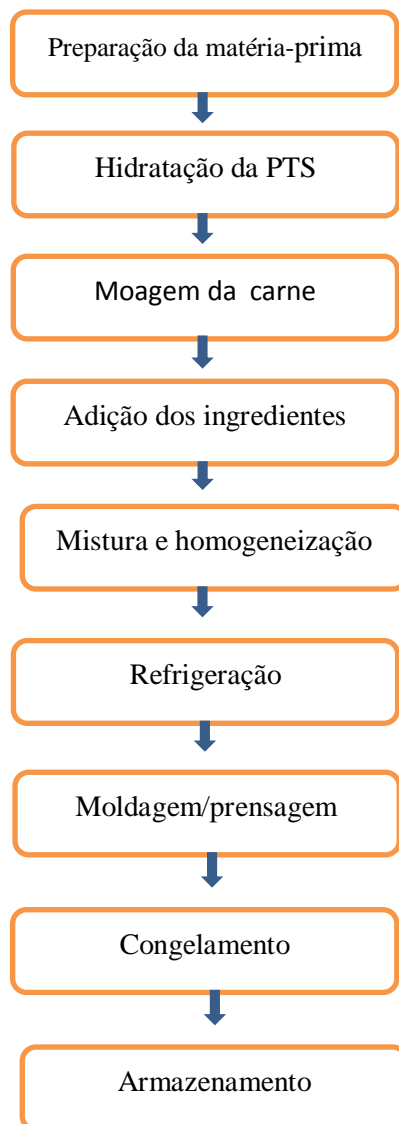 Preparação da matéria-prima
Hidratação da PTS
Moagem da carne
Adição dos ingredientes
Mistura e homogeneização
Refrigeração
Moldagem/prensagem
Congelamento
Armazenamento